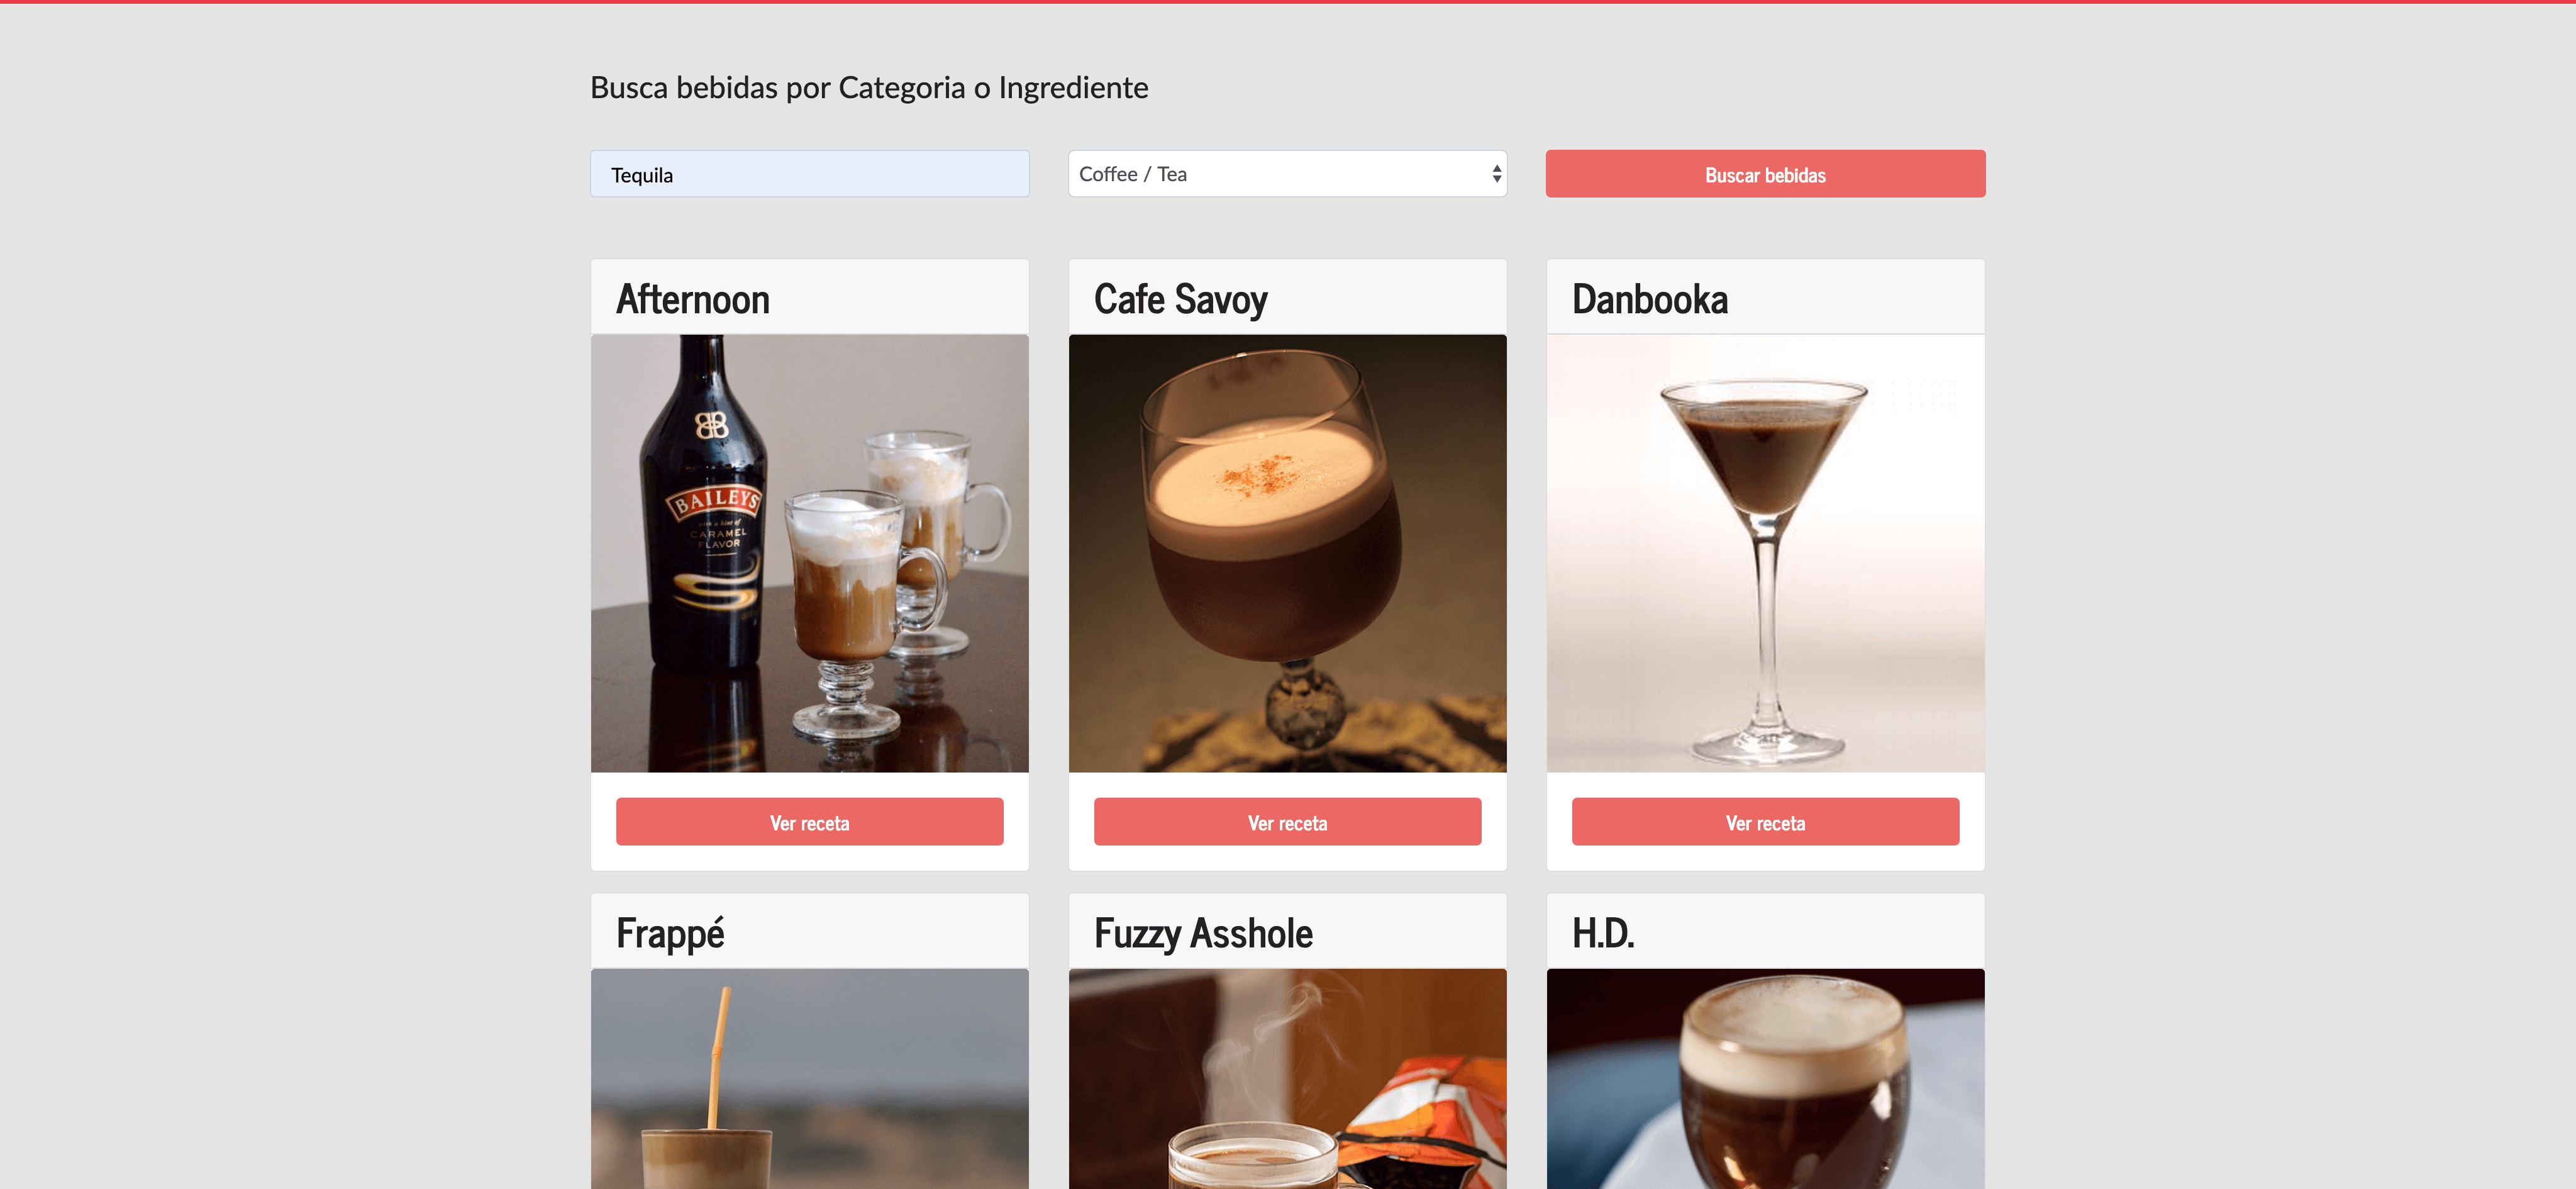 Busca bebidas por Categoria o Ingrediente
Tequila
Coffee / Tea
Buscar bebidas
Afternoon
Cafe Savoy
Danbooka
BAILEYS
with a hint of
CARAMEL
FLAVOR
Ver receta
Ver receta
Ver receta
Frappé
Fuzzy Asshole
H.D.